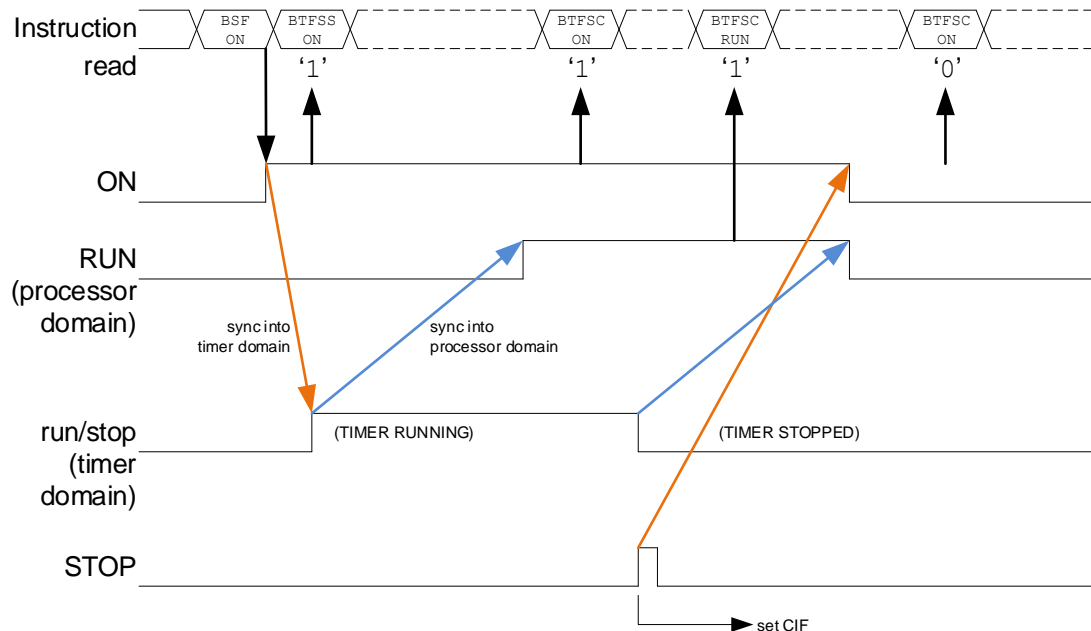 Instruction
BSF
ON
BTFSS
ON
BTFSC
ON
BTFSC
RUN
BTFSC
ON
read
‘1’
‘1’
‘1’
‘0’
ON
RUN
(processor
domain)
sync into
timer domain
sync into
processor domain
run/stop
(timer
domain)
(TIMER RUNNING)
(TIMER STOPPED)
STOP
set CIF